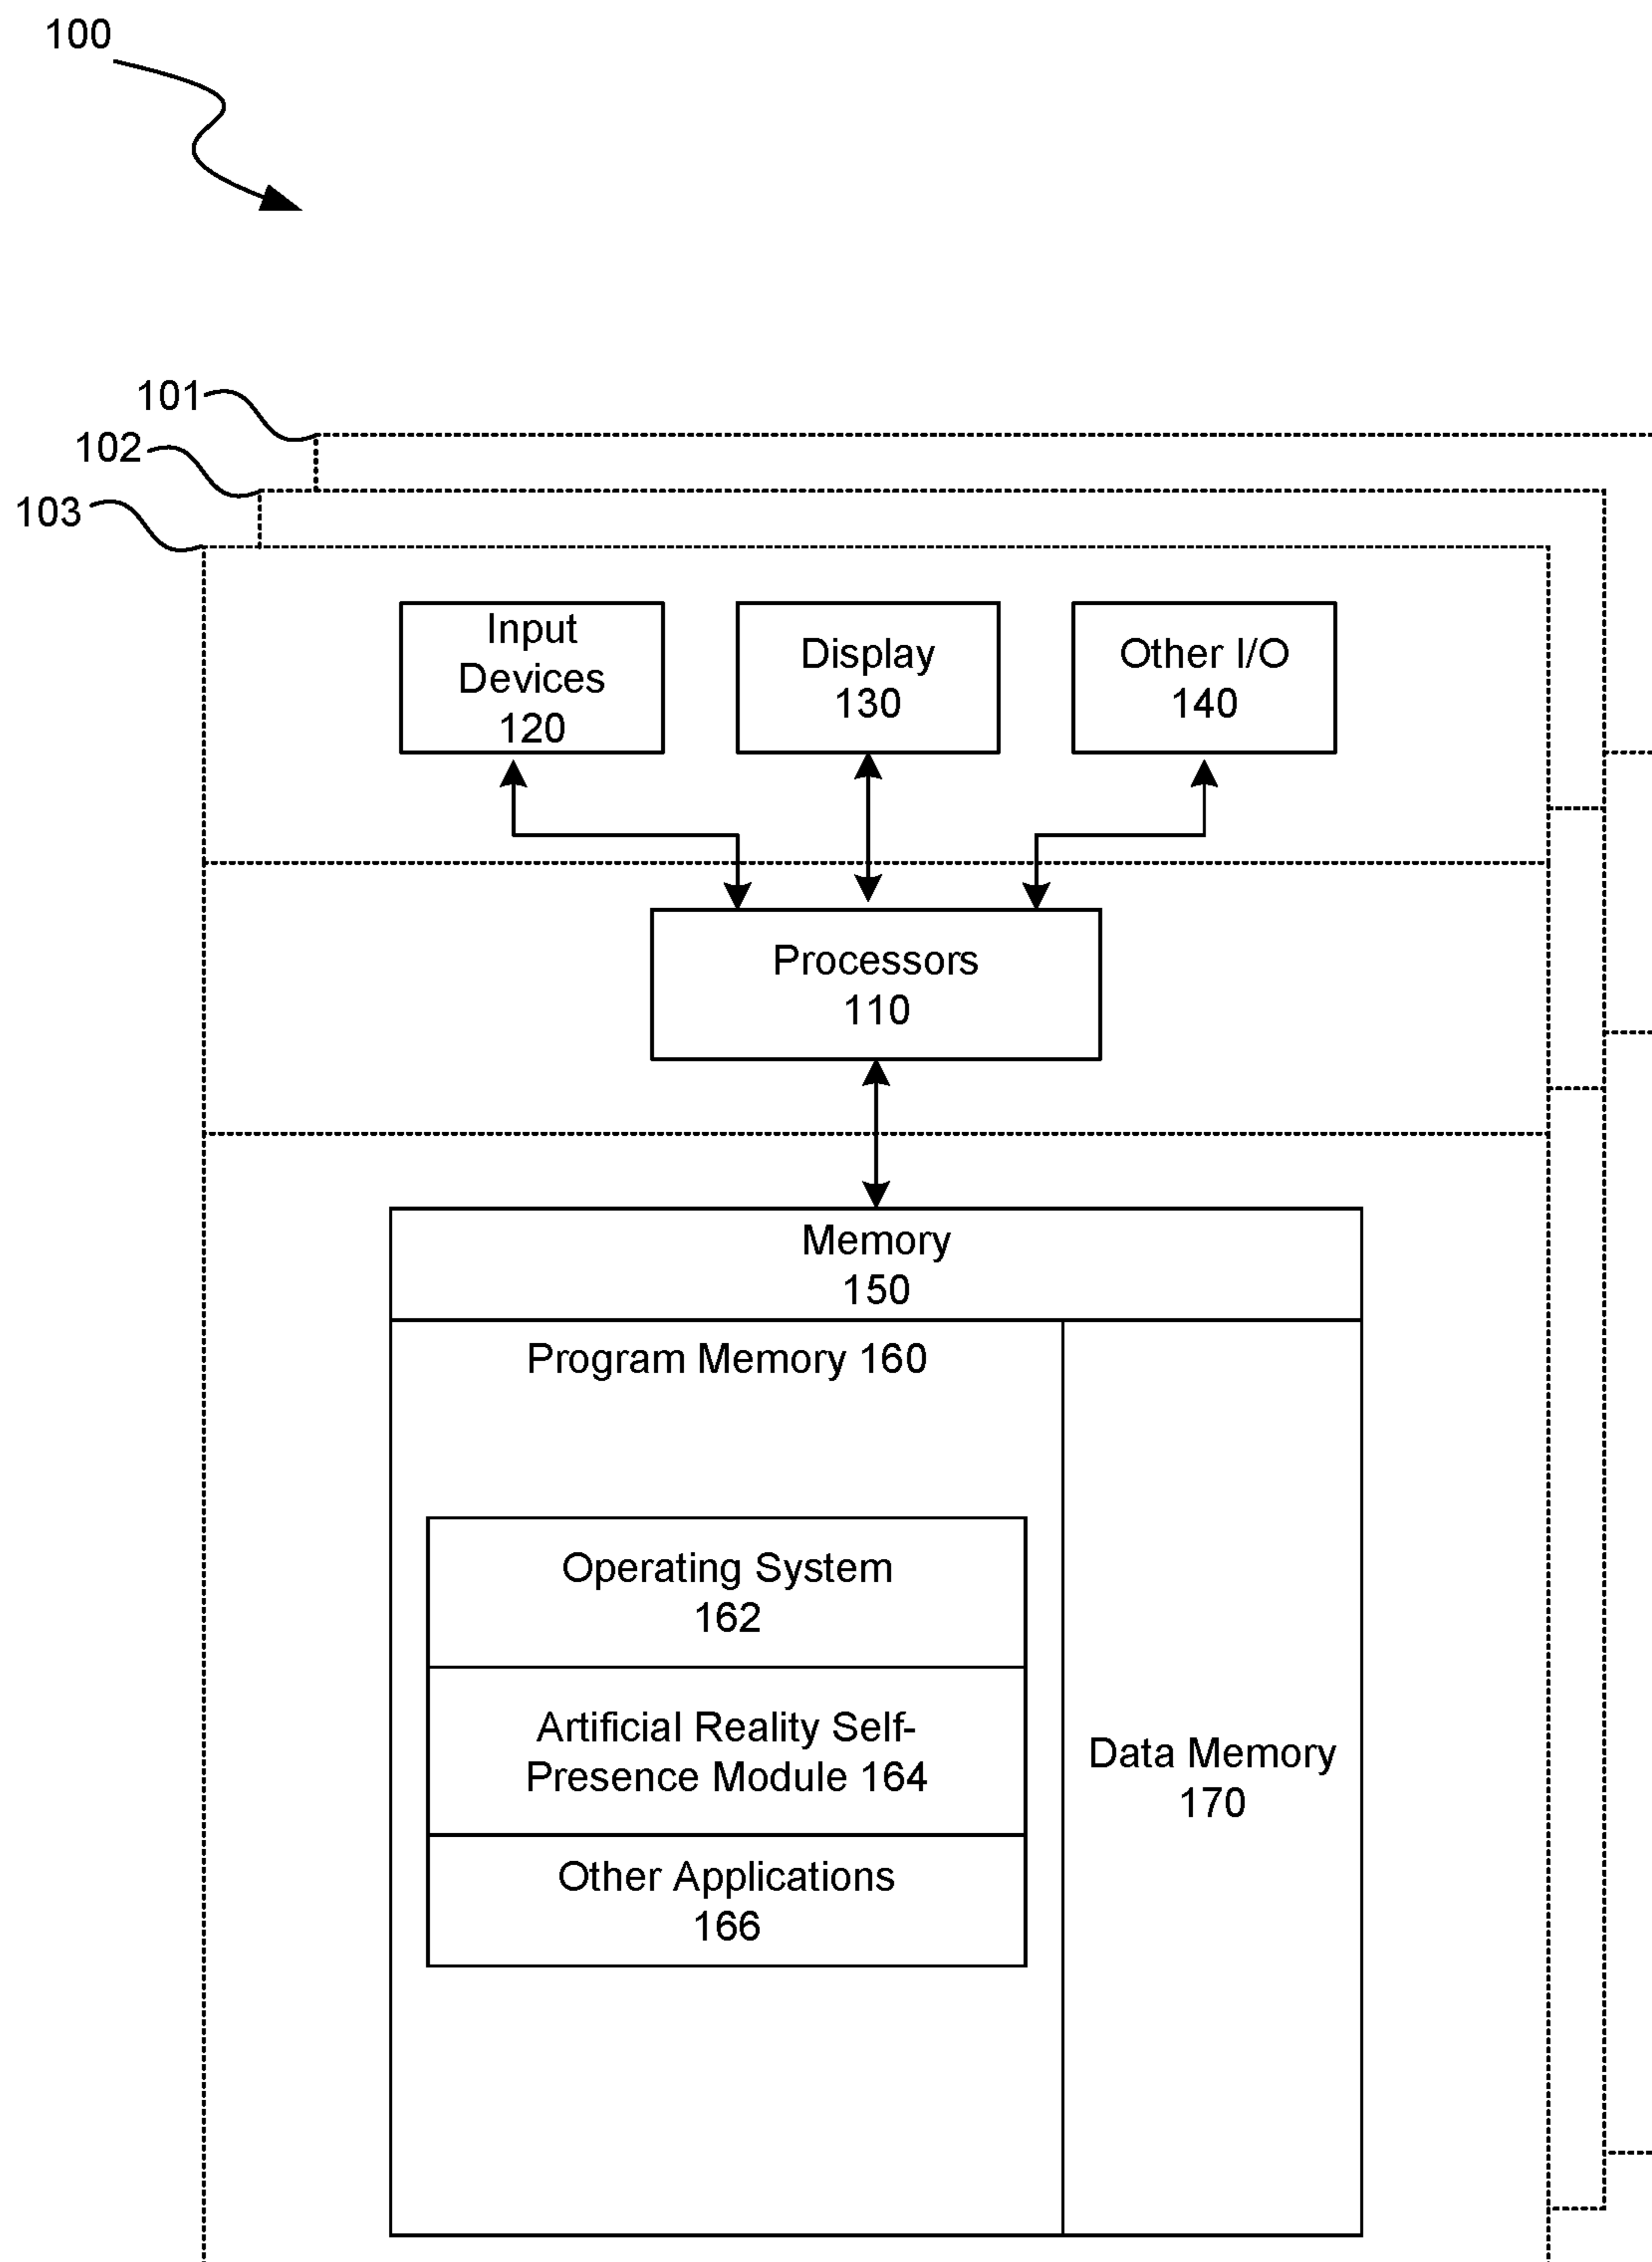 100
101
102
103
Input
Devices
120
Display
130
Other I/O
140
Processors
110
Memory
150
Program Memory 160
Operating System
162
Artificial Reality Self-
Presence Module 164
Other Applications
166
Data Memory
170